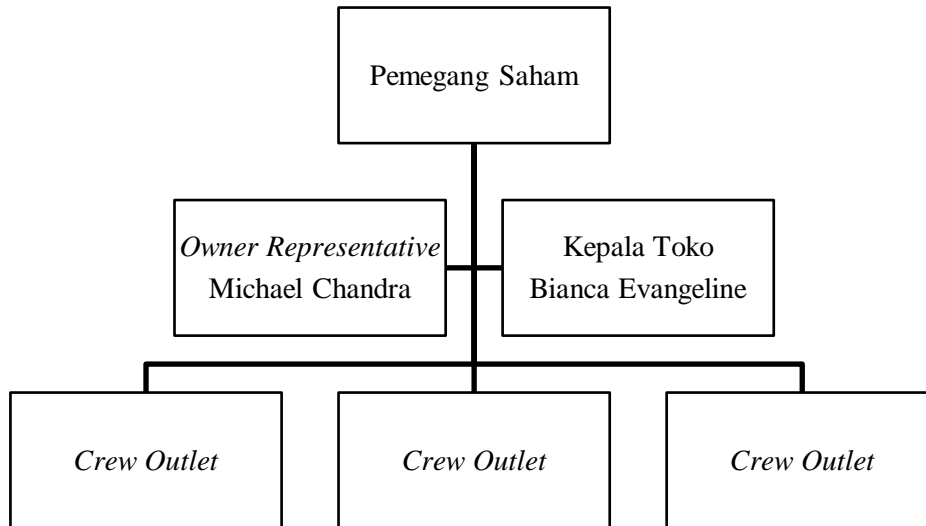 Pemegang Saham
Owner Representative
Michael Chandra
Kepala Toko
Bianca Evangeline
Crew Outlet
Crew Outlet
Crew Outlet